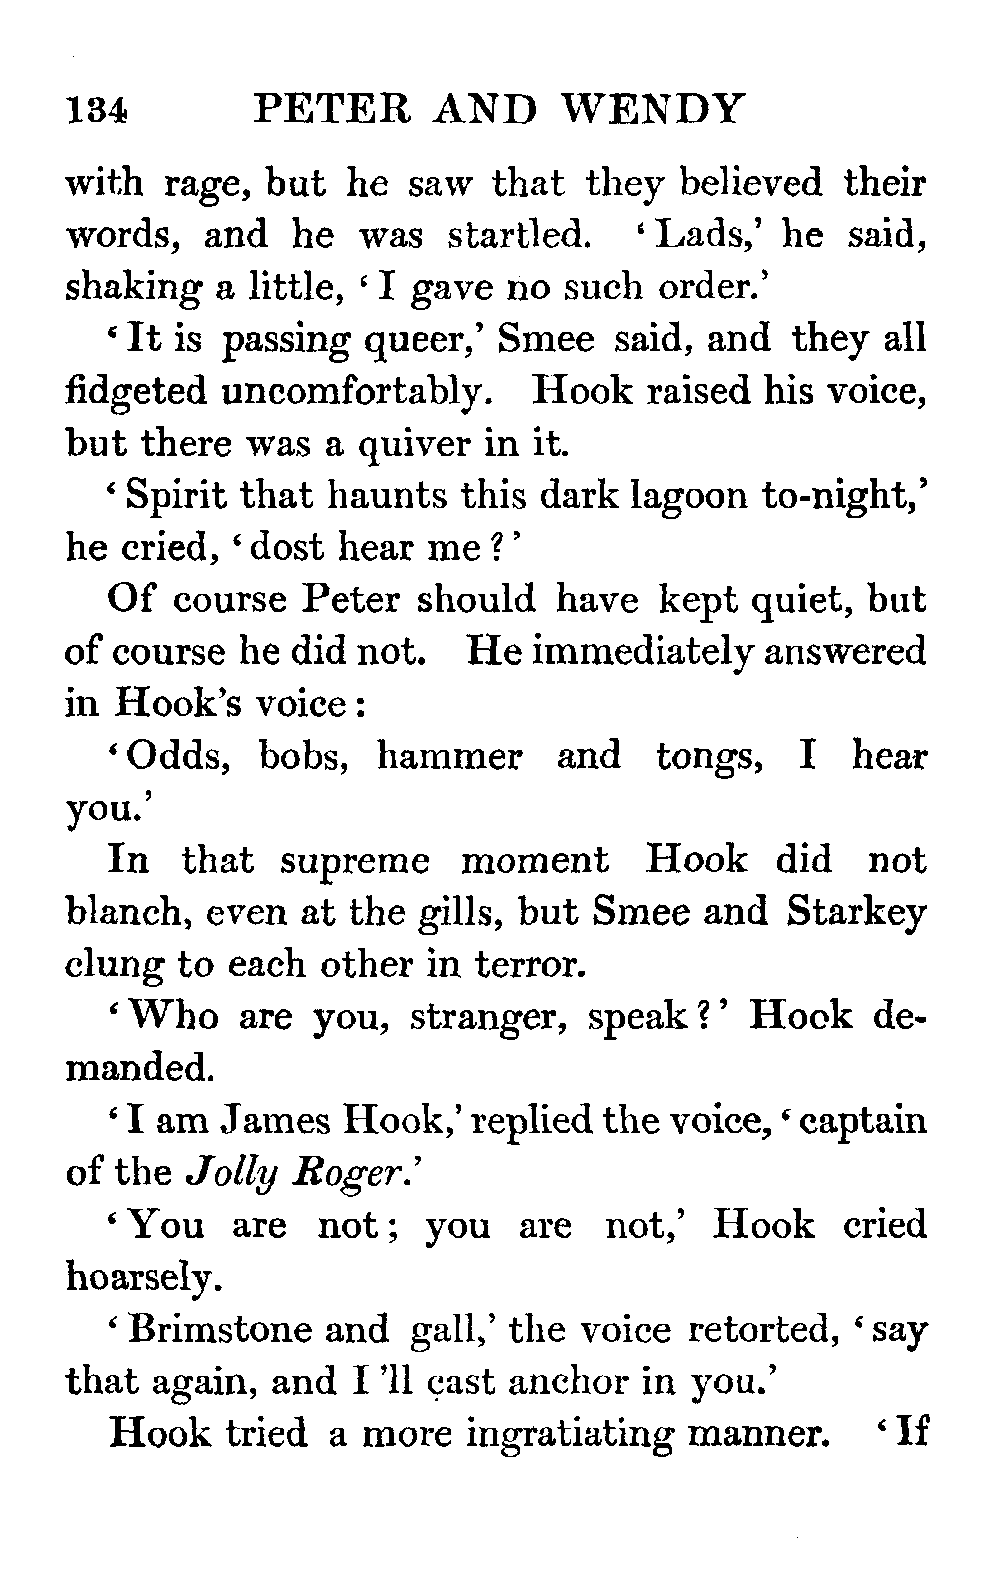 134 PETER AND WENDY
with rage, but he saw that they believed their
words, and he was startled. ‘Lads,’ he said,
shaking a little, ‘I gave no such order.’
‘It is passing queer,’ Smee said, and they all
fidgeted uncomfortably. Hook raised his voice,
but there was a quiver in it.
‘Spirit that haunts this dark lagoon to-night,’
he cried, ‘dost hear me?’
Of course Peter should have kept quiet, but
of course he did not. He immediately answered
in Hook’s voice:
‘Odds, bobs, hammer and tongs, I hear
you.’
In that supreme moment Hook did not
blanch, even at the gills, but Smee and Starkey
clung to each other in terror.
‘Who are you, stranger, speak?’ Hook de-
manded.
‘I am James Hook,’ replied the voice, ‘captain
of the Jolly Roger.’
‘You are not; you are not,’ Hook cried
hoarsely.
‘Brimstone and gall,’ the voice retorted, ‘say
that again, and I ’ll cast anchor in you.’
Hook tried a more ingratiating manner. ‘If